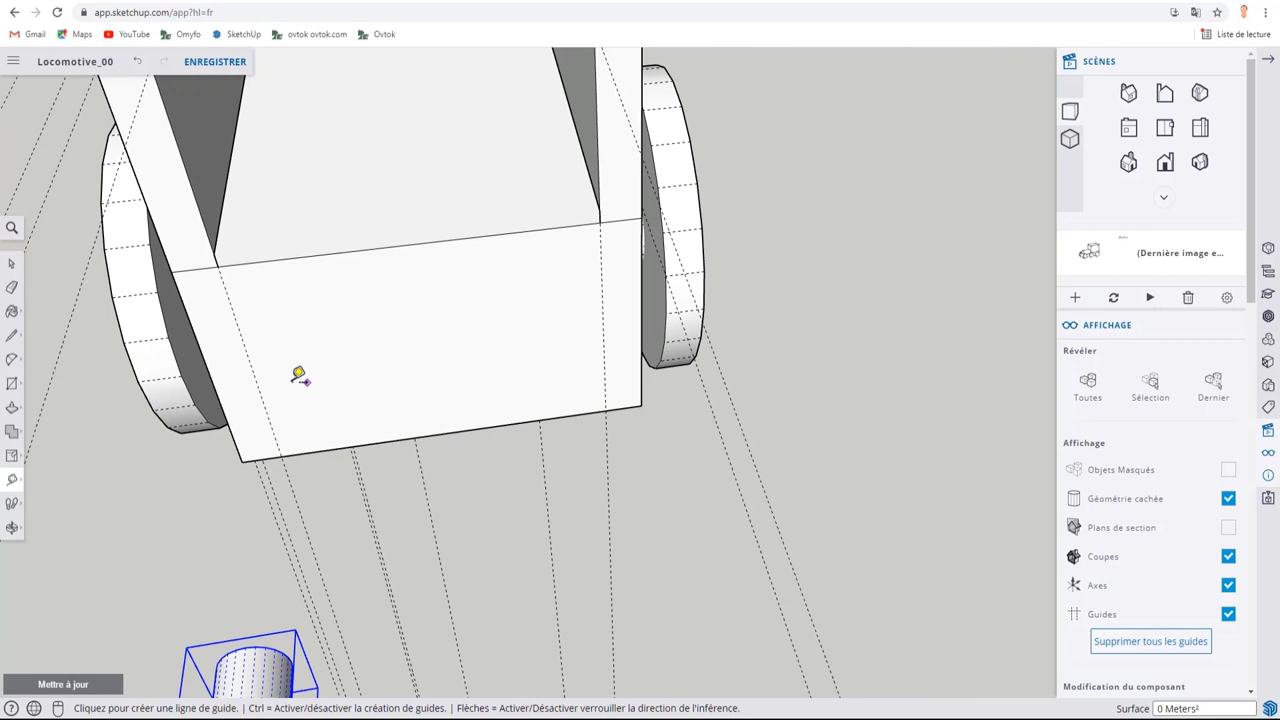 app.sketchup.com/app?hl=fr
Gmail
Maps
YouTube
Omyfo
SketchUp
ovtok ovtok.com
Ovtok
Liste de lecture
Locomotive_00
ENREGISTRER
SCÈNES
(Dernière image e...
AFFICHAGE
Révéler
Toutes
Sélection
Dernier
Affichage
Objets Masqués
Géométrie cachée
Plans de section
Coupes
Axes
Guides
Supprimer tous les guides
Modification du composant
Mettre à jour
Cliquez pour créer une ligne de guide. | Ctrl = Activer/désactiver la création de guides. | Flèches = Activer/Désactiver verrouiller la direction de l'inférence.
Surface
0 Meters²